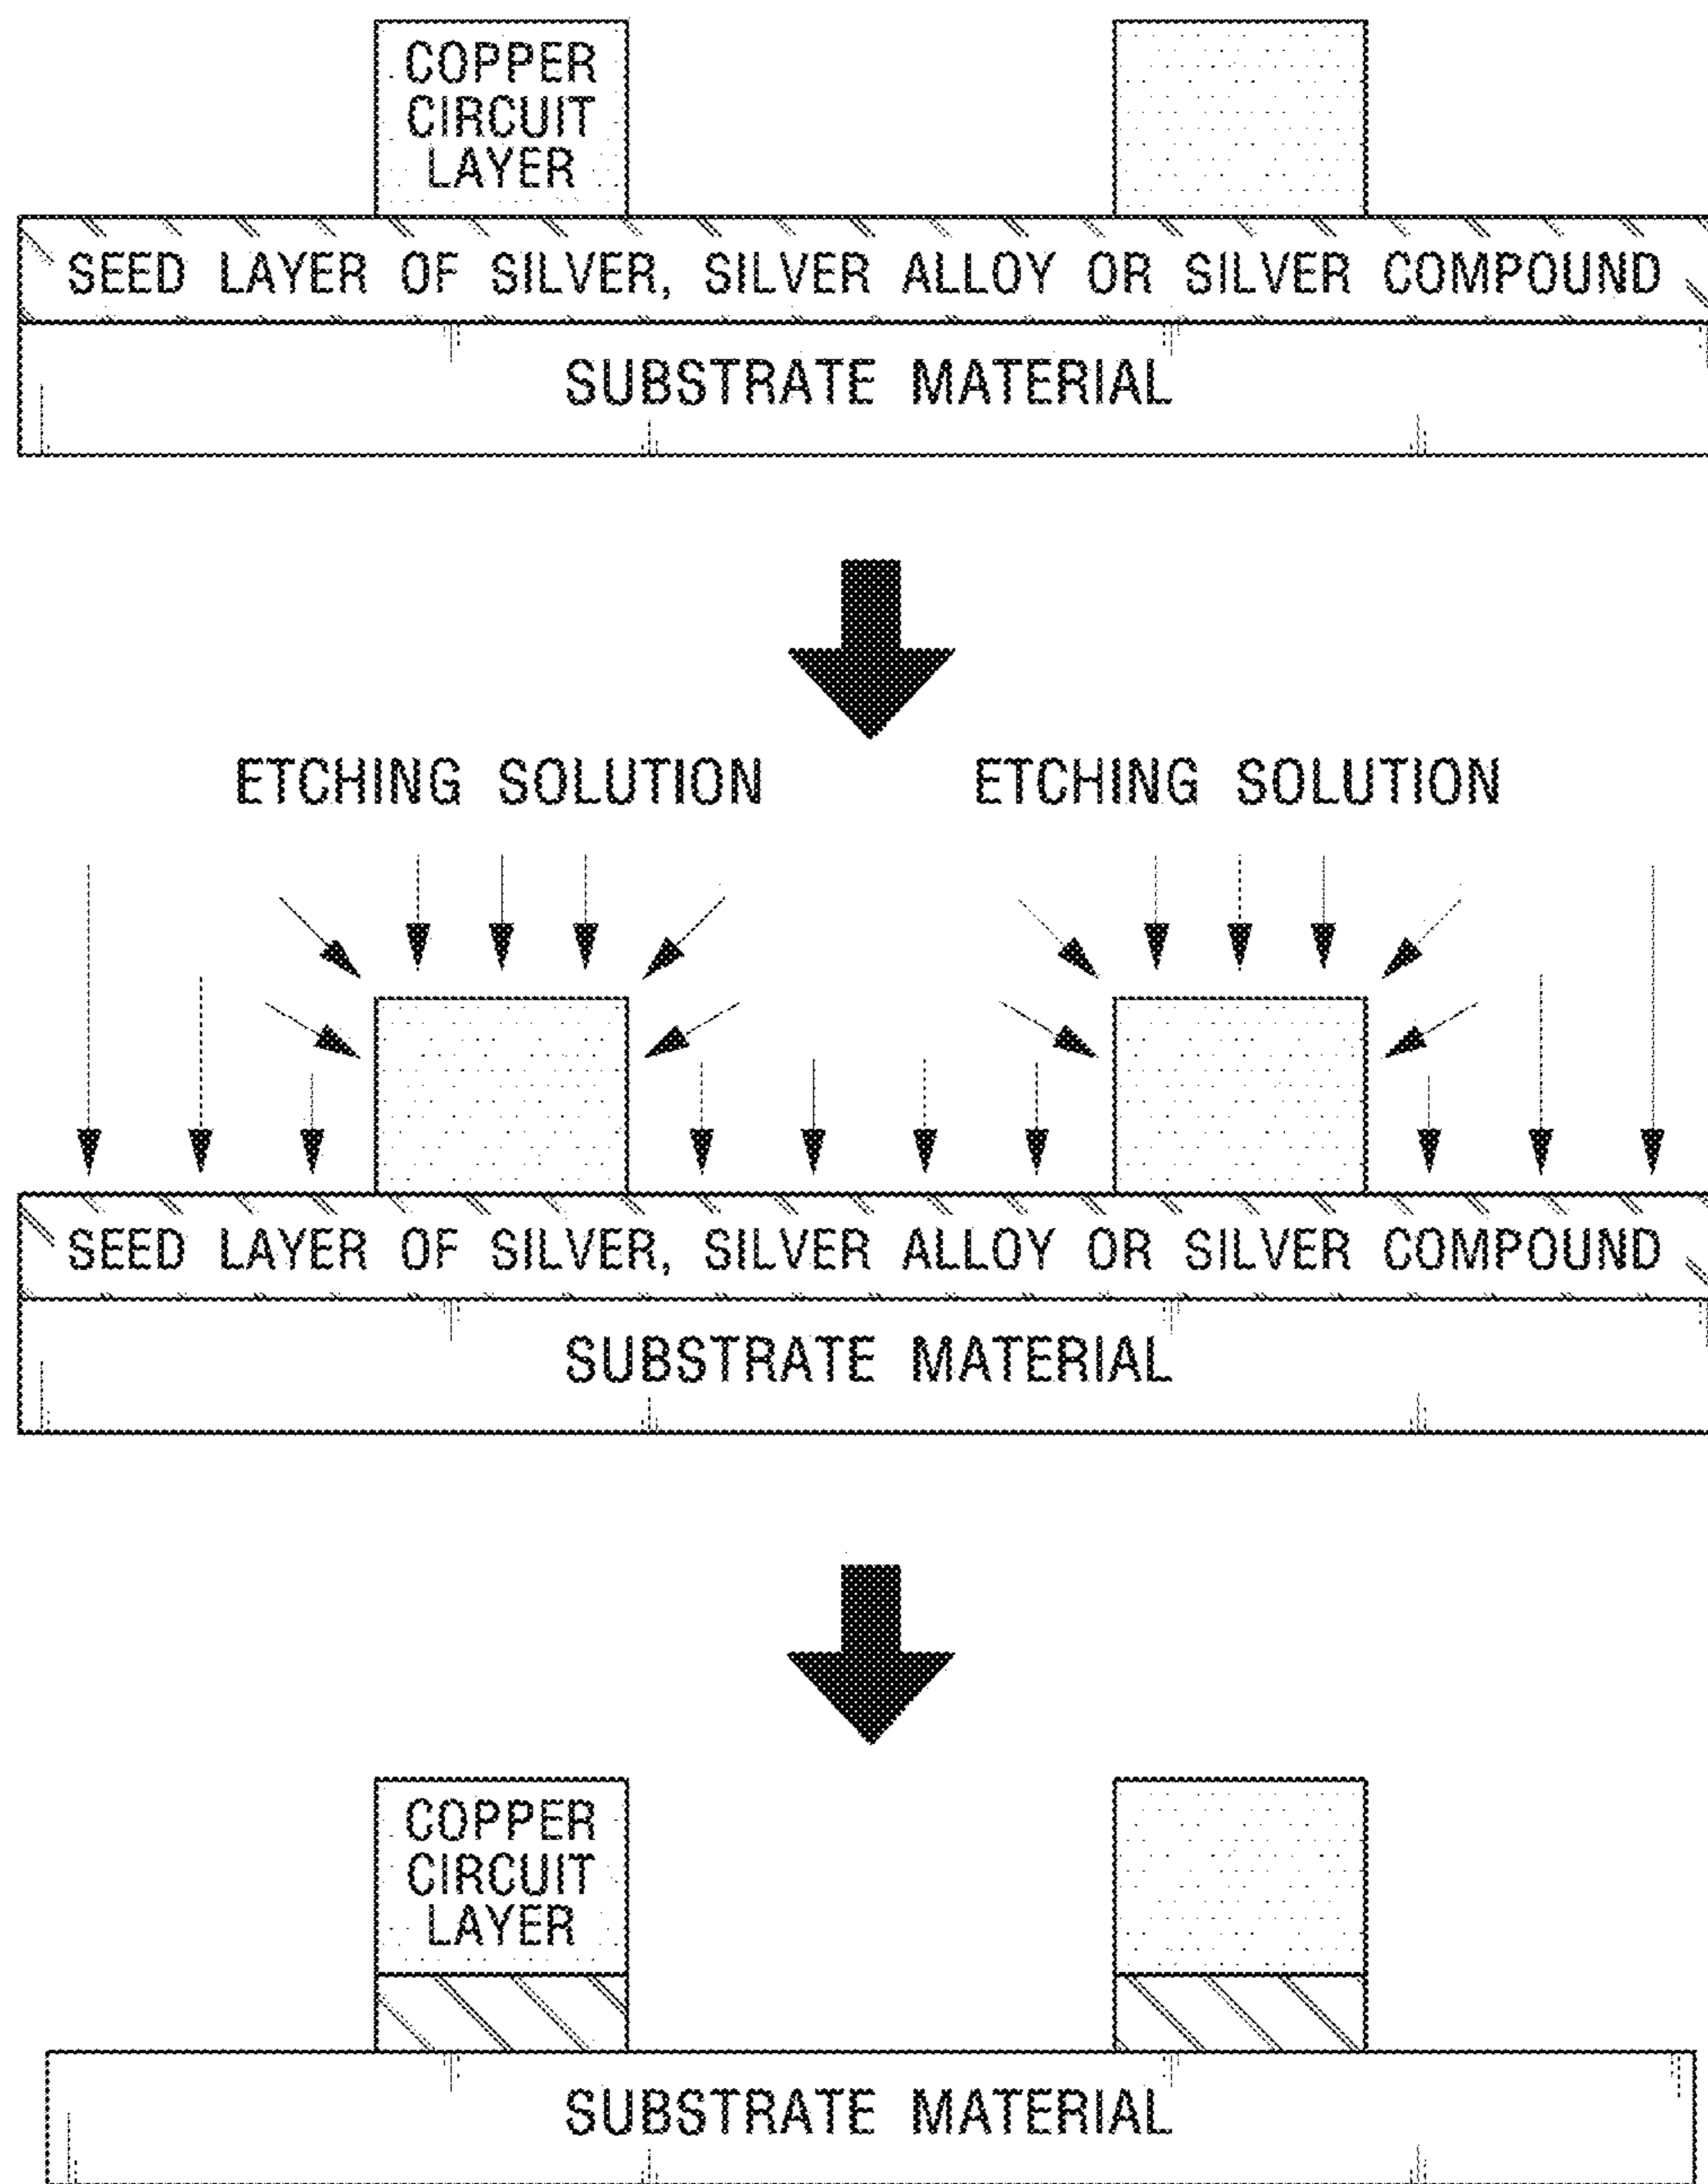 COPPER
CIRCUIT
LAYER
SEED LAYER OF SILVER, SILVER ALLOY OR SILVER COMPOUND
SUBSTRATE MATERIAL
ETCHING SOLUTION ETCHING SOLUTION
SEED LAYER OF SILVER, SILVER ALLOY OR SILVER COMPOUND
SUBSTRATE MATERIAL
COPPER
CIRCUIT
LAYER
SUBSTRATE MATERIAL